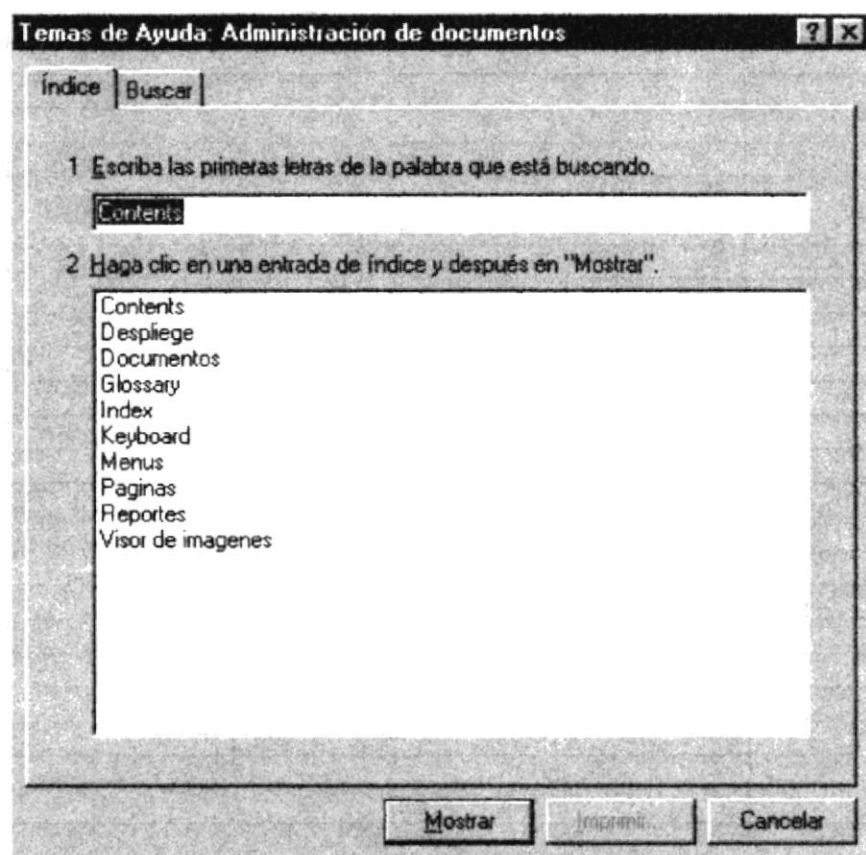 Temas de Ayuda: Administración de documentos
Índice Buscar
1 Escriba las primeras letras de la palabra que está buscando.
Contents
2 Haga clic en una entrada de índice y después en "Mostrar".
Contents
Despliege
Documentos
Glossary
Index
Keyboard
Menus
Paginas
Reportes
Visor de imagenes
Mostrar Imprimir... Cancelar